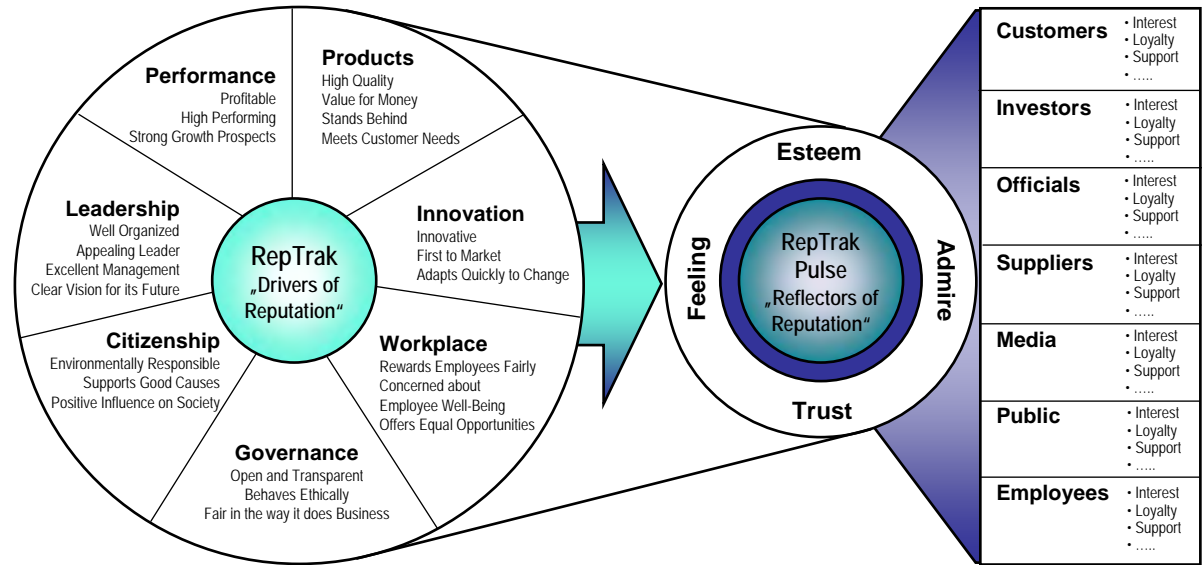 Performance
Profitable
High Performing
Strong Growth Prospects
Products
High Quality
Value for Money
Stands Behind
Meets Customer Needs
Leadership
Well Organized
Appealing Leader
Excellent Management
Clear Vision for its Future
RepTrak
„Drivers of
Reputation“
Innovation
Innovative
First to Market
Adapts Quickly to Change
Citizenship
Environmentally Responsible
Supports Good Causes
Positive Influence on Society
Workplace
Rewards Employees Fairly
Concerned about
Employee Well-Being
Offers Equal Opportunities
Governance
Open and Transparent
Behaves Ethically
Fair in the way it does Business
Esteem
Feeling
RepTrak
Pulse
„Reflectors of
Reputation“
Admire
Trust
Customers
• Interest
• Loyalty
• Support
• …..
Investors
• Interest
• Loyalty
• Support
• …..
Officials
• Interest
• Loyalty
• Support
• …..
Suppliers
• Interest
• Loyalty
• Support
• …..
Media
• Interest
• Loyalty
• Support
• …..
Public
• Interest
• Loyalty
• Support
• …..
Employees
• Interest
• Loyalty
• Support
• …..